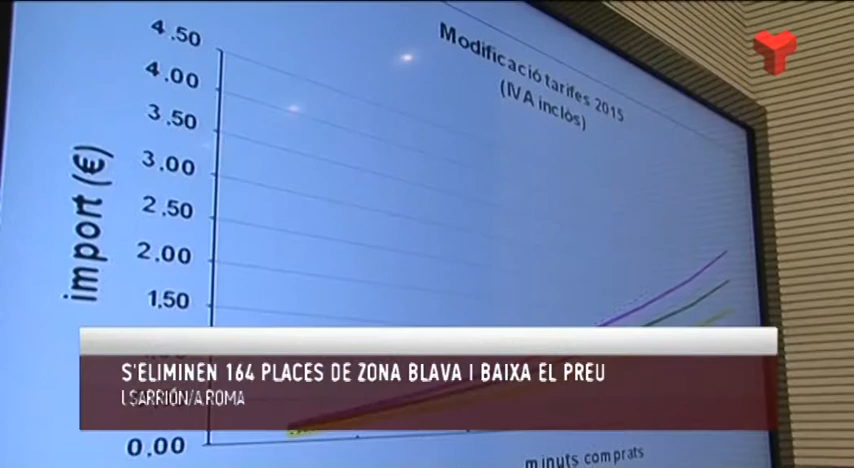 Modificació tarifes 2015
(IVA inclòs)
import (€)
4.50
4.00
3.50
3.00
2.50
2.00
1.50
0.00
minuts comprats
S'ELIMINEN 164 PLACES DE ZONA BLAVA I BAIXA EL PREU
I.SARRIÓN/A.ROMA